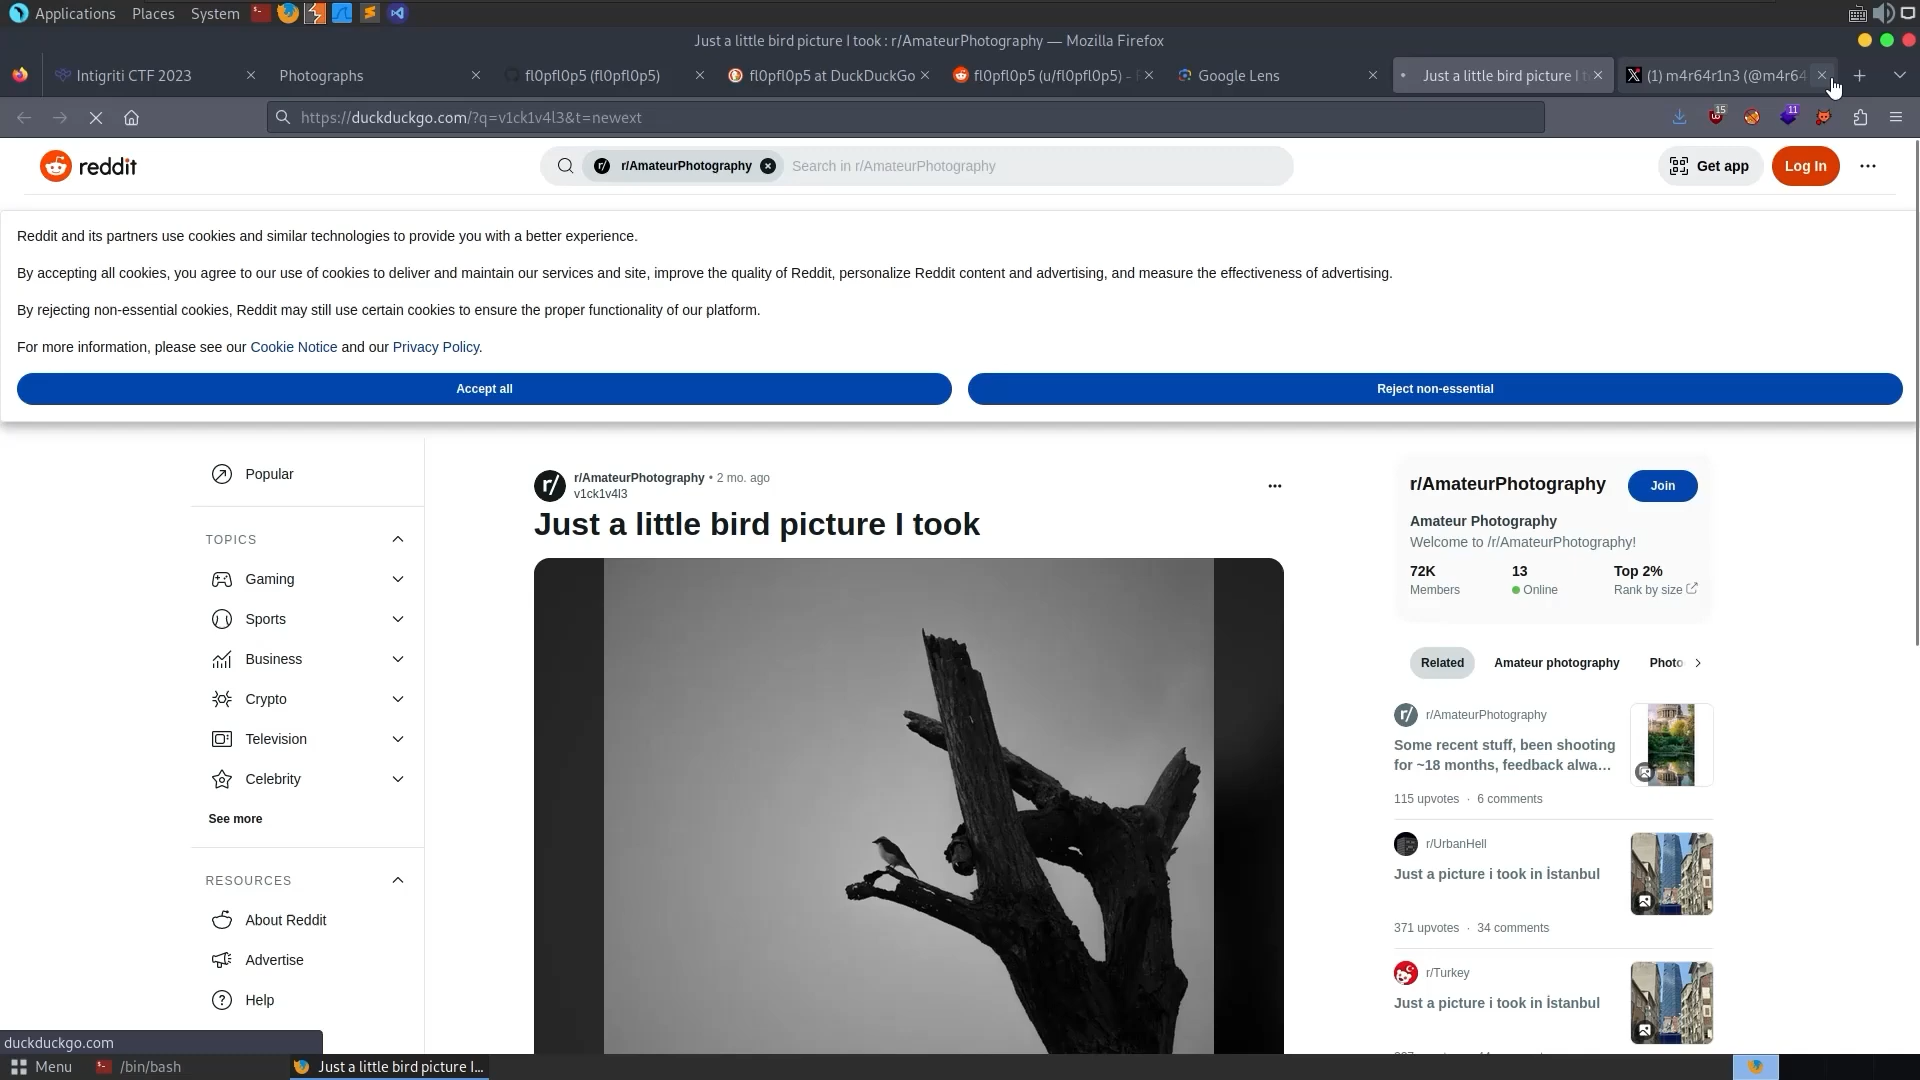 Applications Places System
Just a little bird picture I took : r/AmateurPhotography — Mozilla Firefox
Intigriti CTF 2023
Photographs
fl0pfl0p5 (fl0pfl0p5)
fl0pfl0p5 at DuckDuckGo
fl0pfl0p5 (u/fl0pfl0p5) -
Google Lens
Just a little bird picture I t
(1) m4r64r1n3 (@m4r64
https://duckduckgo.com/?q=v1ck1v4l3&t=newext
15
11
reddit
r/AmateurPhotography
Search in r/AmateurPhotography
Get app
Log In
Reddit and its partners use cookies and similar technologies to provide you with a better experience.
By accepting all cookies, you agree to our use of cookies to deliver and maintain our services and site, improve the quality of Reddit, personalize Reddit content and advertising, and measure the effectiveness of advertising.
By rejecting non-essential cookies, Reddit may still use certain cookies to ensure the proper functionality of our platform.
For more information, please see our Cookie Notice and our Privacy Policy.
Accept all
Reject non-essential
Popular
TOPICS
Gaming
Sports
Business
Crypto
Television
Celebrity
See more
RESOURCES
About Reddit
Advertise
Help
r/AmateurPhotography • 2 mo. ago
v1ck1v4l3
Just a little bird picture I took
r/AmateurPhotography
Join
Amateur Photography
Welcome to /r/AmateurPhotography!
72K 13 Top 2%
Members Online Rank by size
Related Amateur photography Photo
r/AmateurPhotography
Some recent stuff, been shooting
for ~18 months, feedback alwa...
115 upvotes · 6 comments
r/UrbanHell
Just a picture i took in İstanbul
371 upvotes · 34 comments
r/Turkey
Just a picture i took in İstanbul
duckduckgo.com
Menu
/bin/bash
Just a little bird picture I...